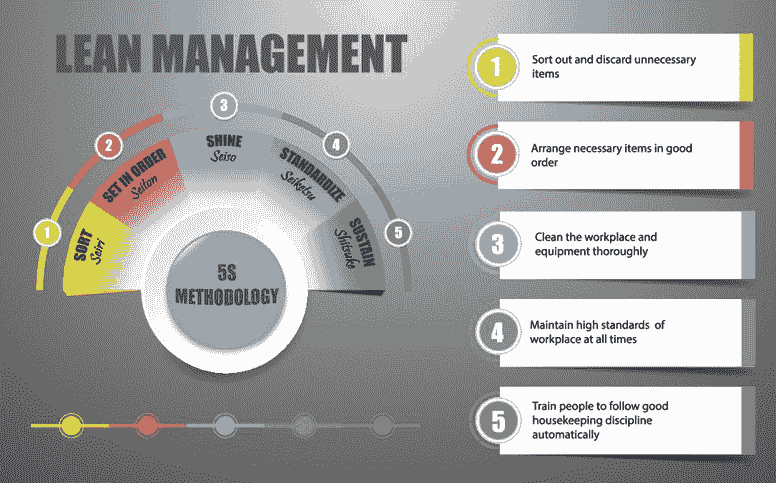 LEAN MANAGEMENT
1
SORT
Seiri
2
SET IN ORDER
Seiton
3
SHINE
Seiso
4
STANDARDIZE
Seiketsu
5
SUSTAIN
Shitsuke
5S
METHODOLOGY
1
Sort out and discard unnecessary
items
2
Arrange necessary items in good
order
3
Clean the workplace and
equipment thoroughly
4
Maintain high standards of
workplace at all times
5
Train people to follow good
housekeeping discipline
automatically